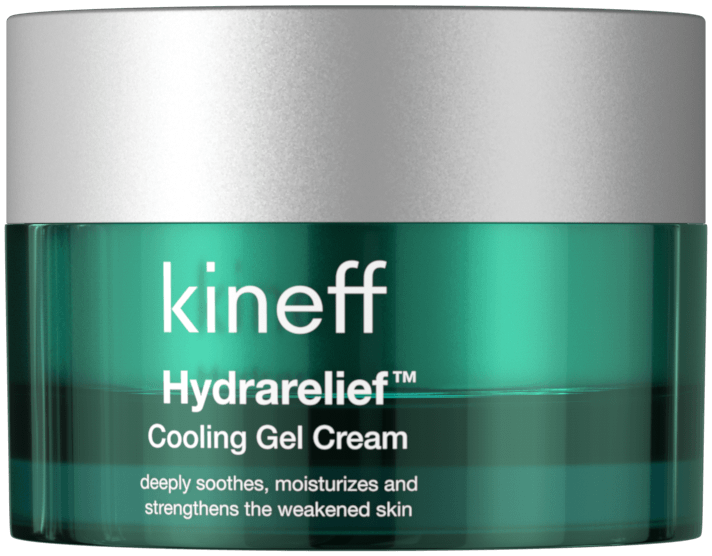 kineff
Hydrarelief™
Cooling Gel Cream
deeply soothes, moisturizes and
strengthens the weakened skin